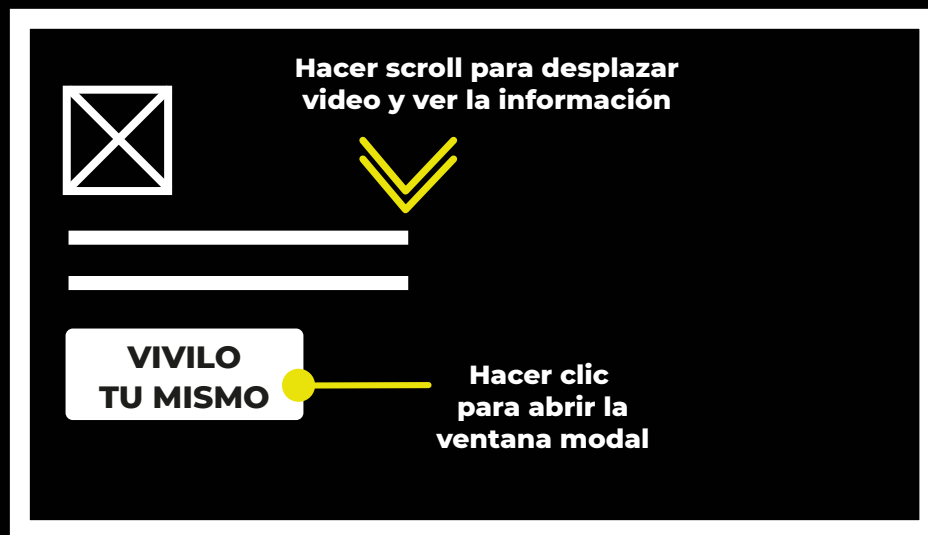 Hacer scroll para desplazar
video y ver la información
VIVILO
TU MISMO
Hacer clic
para abrir la
ventana modal